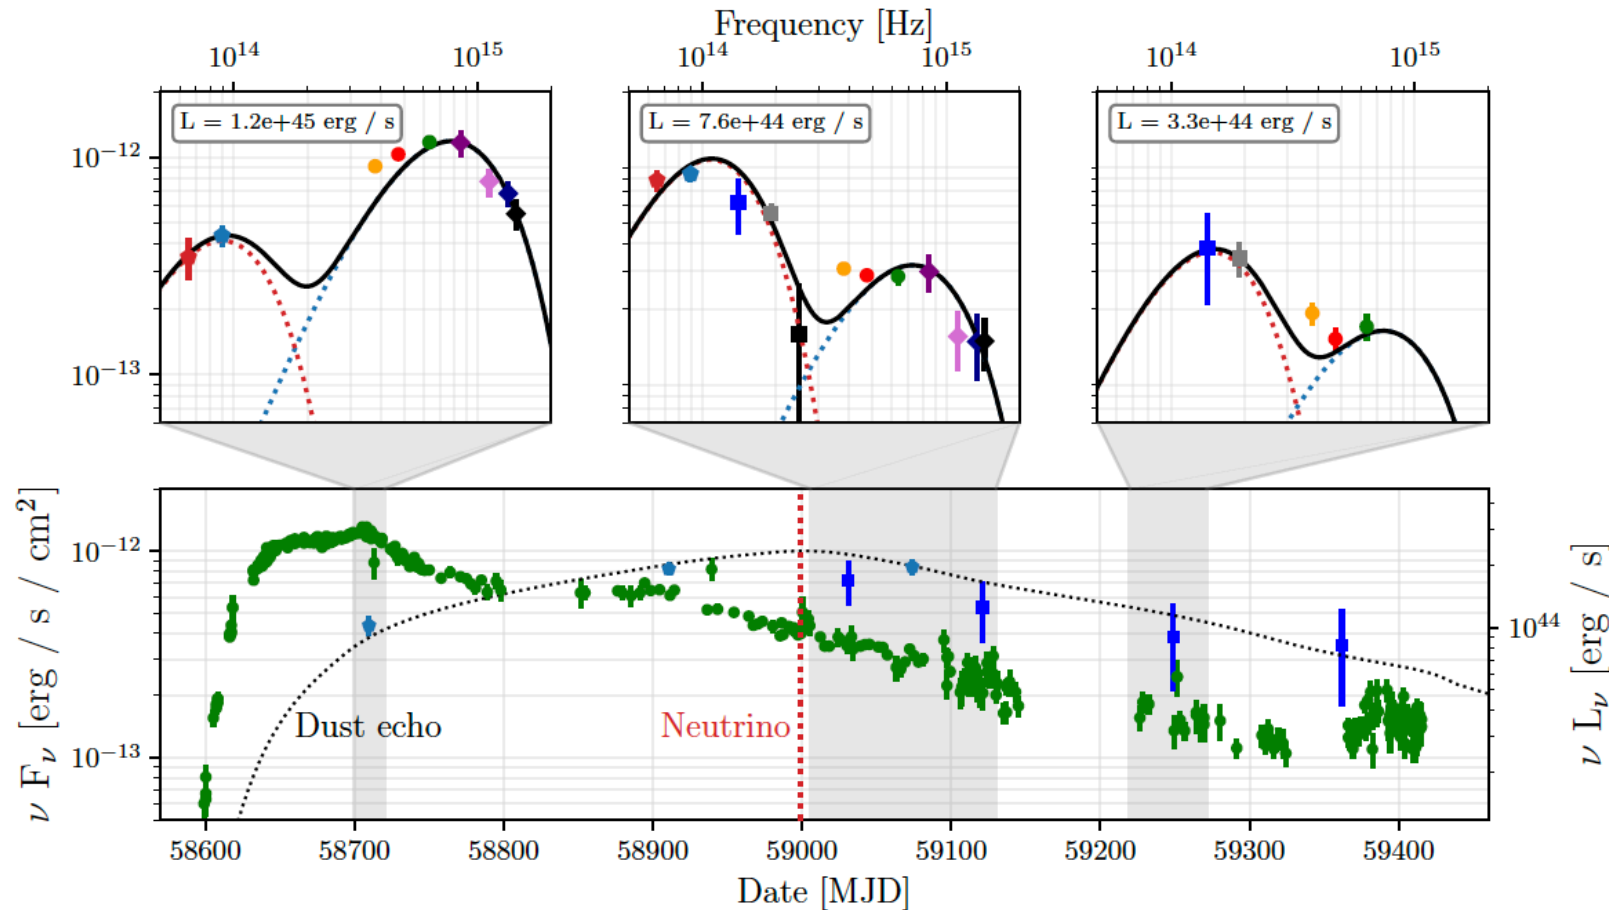 Frequency [Hz]
10^14 10^15 10^14 10^15 10^14 10^15
L = 1.2e+45 erg / s
L = 7.6e+44 erg / s
L = 3.3e+44 erg / s
10^−12
10^−13
ν F_ν [erg / s / cm^2]
10^−12
10^−13
Dust echo
Neutrino
10^44
ν L_ν [erg / s]
58600 58700 58800 58900 59000 59100 59200 59300 59400
Date [MJD]